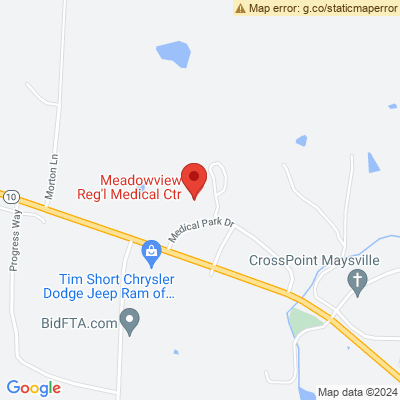 Map error: g.co/staticmaperror
Morton Ln
Meadowview
Reg'l Medical Ctr
10
Progress Way
Medical Park Dr
Tim Short Chrysler
Dodge Jeep Ram of...
CrossPoint Maysville
BidFTA.com
Google
Map data ©2024